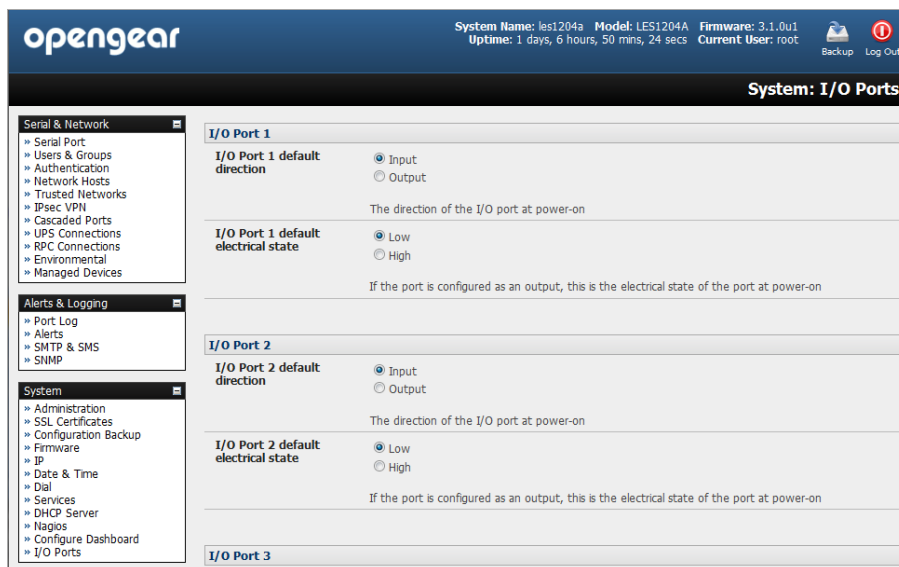 opengear
System Name: les1204a Model: LES1204A Firmware: 3.1.0u1
Uptime: 1 days, 6 hours, 50 mins, 24 secs Current User: root
Backup
Log Out
System: I/O Ports
Serial & Network
» Serial Port
» Users & Groups
» Authentication
» Network Hosts
» Trusted Networks
» IPsec VPN
» Cascaded Ports
» UPS Connections
» RPC Connections
» Environmental
» Managed Devices
Alerts & Logging
» Port Log
» Alerts
» SMTP & SMS
» SNMP
System
» Administration
» SSL Certificates
» Configuration Backup
» Firmware
» IP
» Date & Time
» Dial
» Services
» DHCP Server
» Nagios
» Configure Dashboard
» I/O Ports
I/O Port 1
I/O Port 1 default
direction
Input
Output
The direction of the I/O port at power-on
I/O Port 1 default
electrical state
Low
High
If the port is configured as an output, this is the electrical state of the port at power-on
I/O Port 2
I/O Port 2 default
direction
Input
Output
The direction of the I/O port at power-on
I/O Port 2 default
electrical state
Low
High
If the port is configured as an output, this is the electrical state of the port at power-on
I/O Port 3